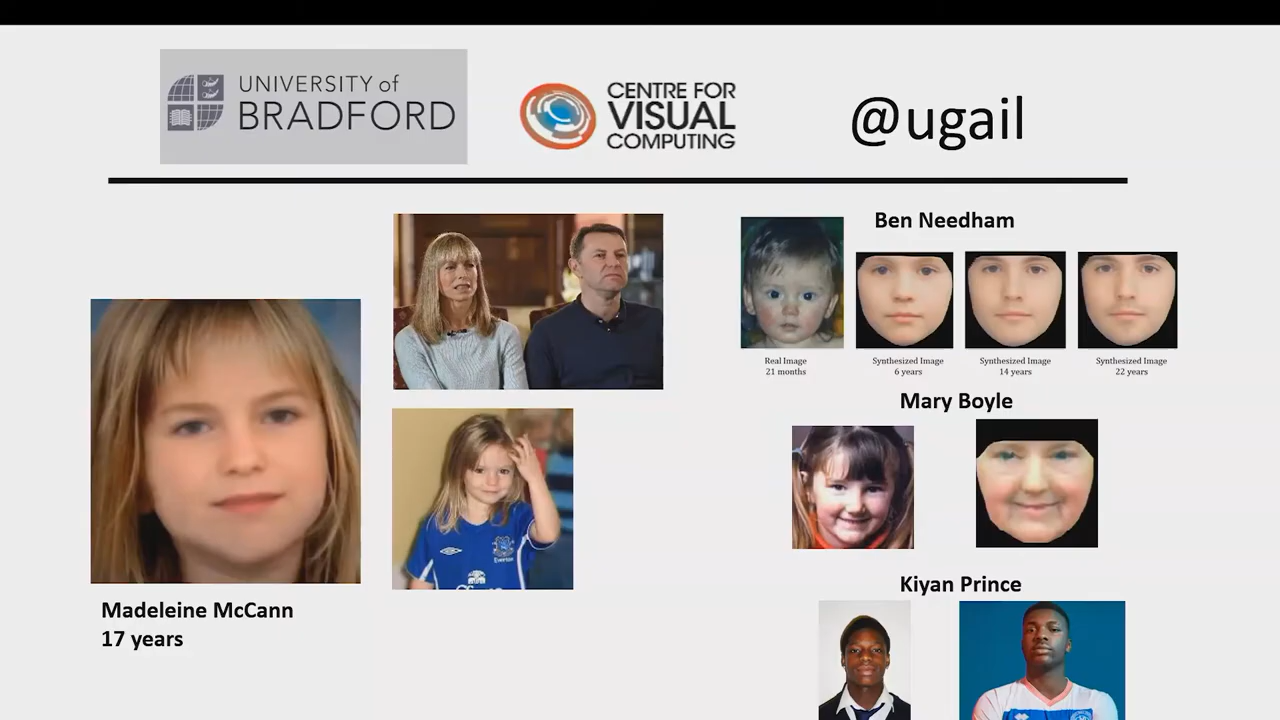 UNIVERSITY of
BRADFORD
CENTRE FOR
VISUAL
COMPUTING
@ugail
Madeleine McCann
17 years
Everton
Ben Needham
Real Image
21 months
Synthesized Image
6 years
Synthesized Image
14 years
Synthesized Image
22 years
Mary Boyle
Kiyan Prince